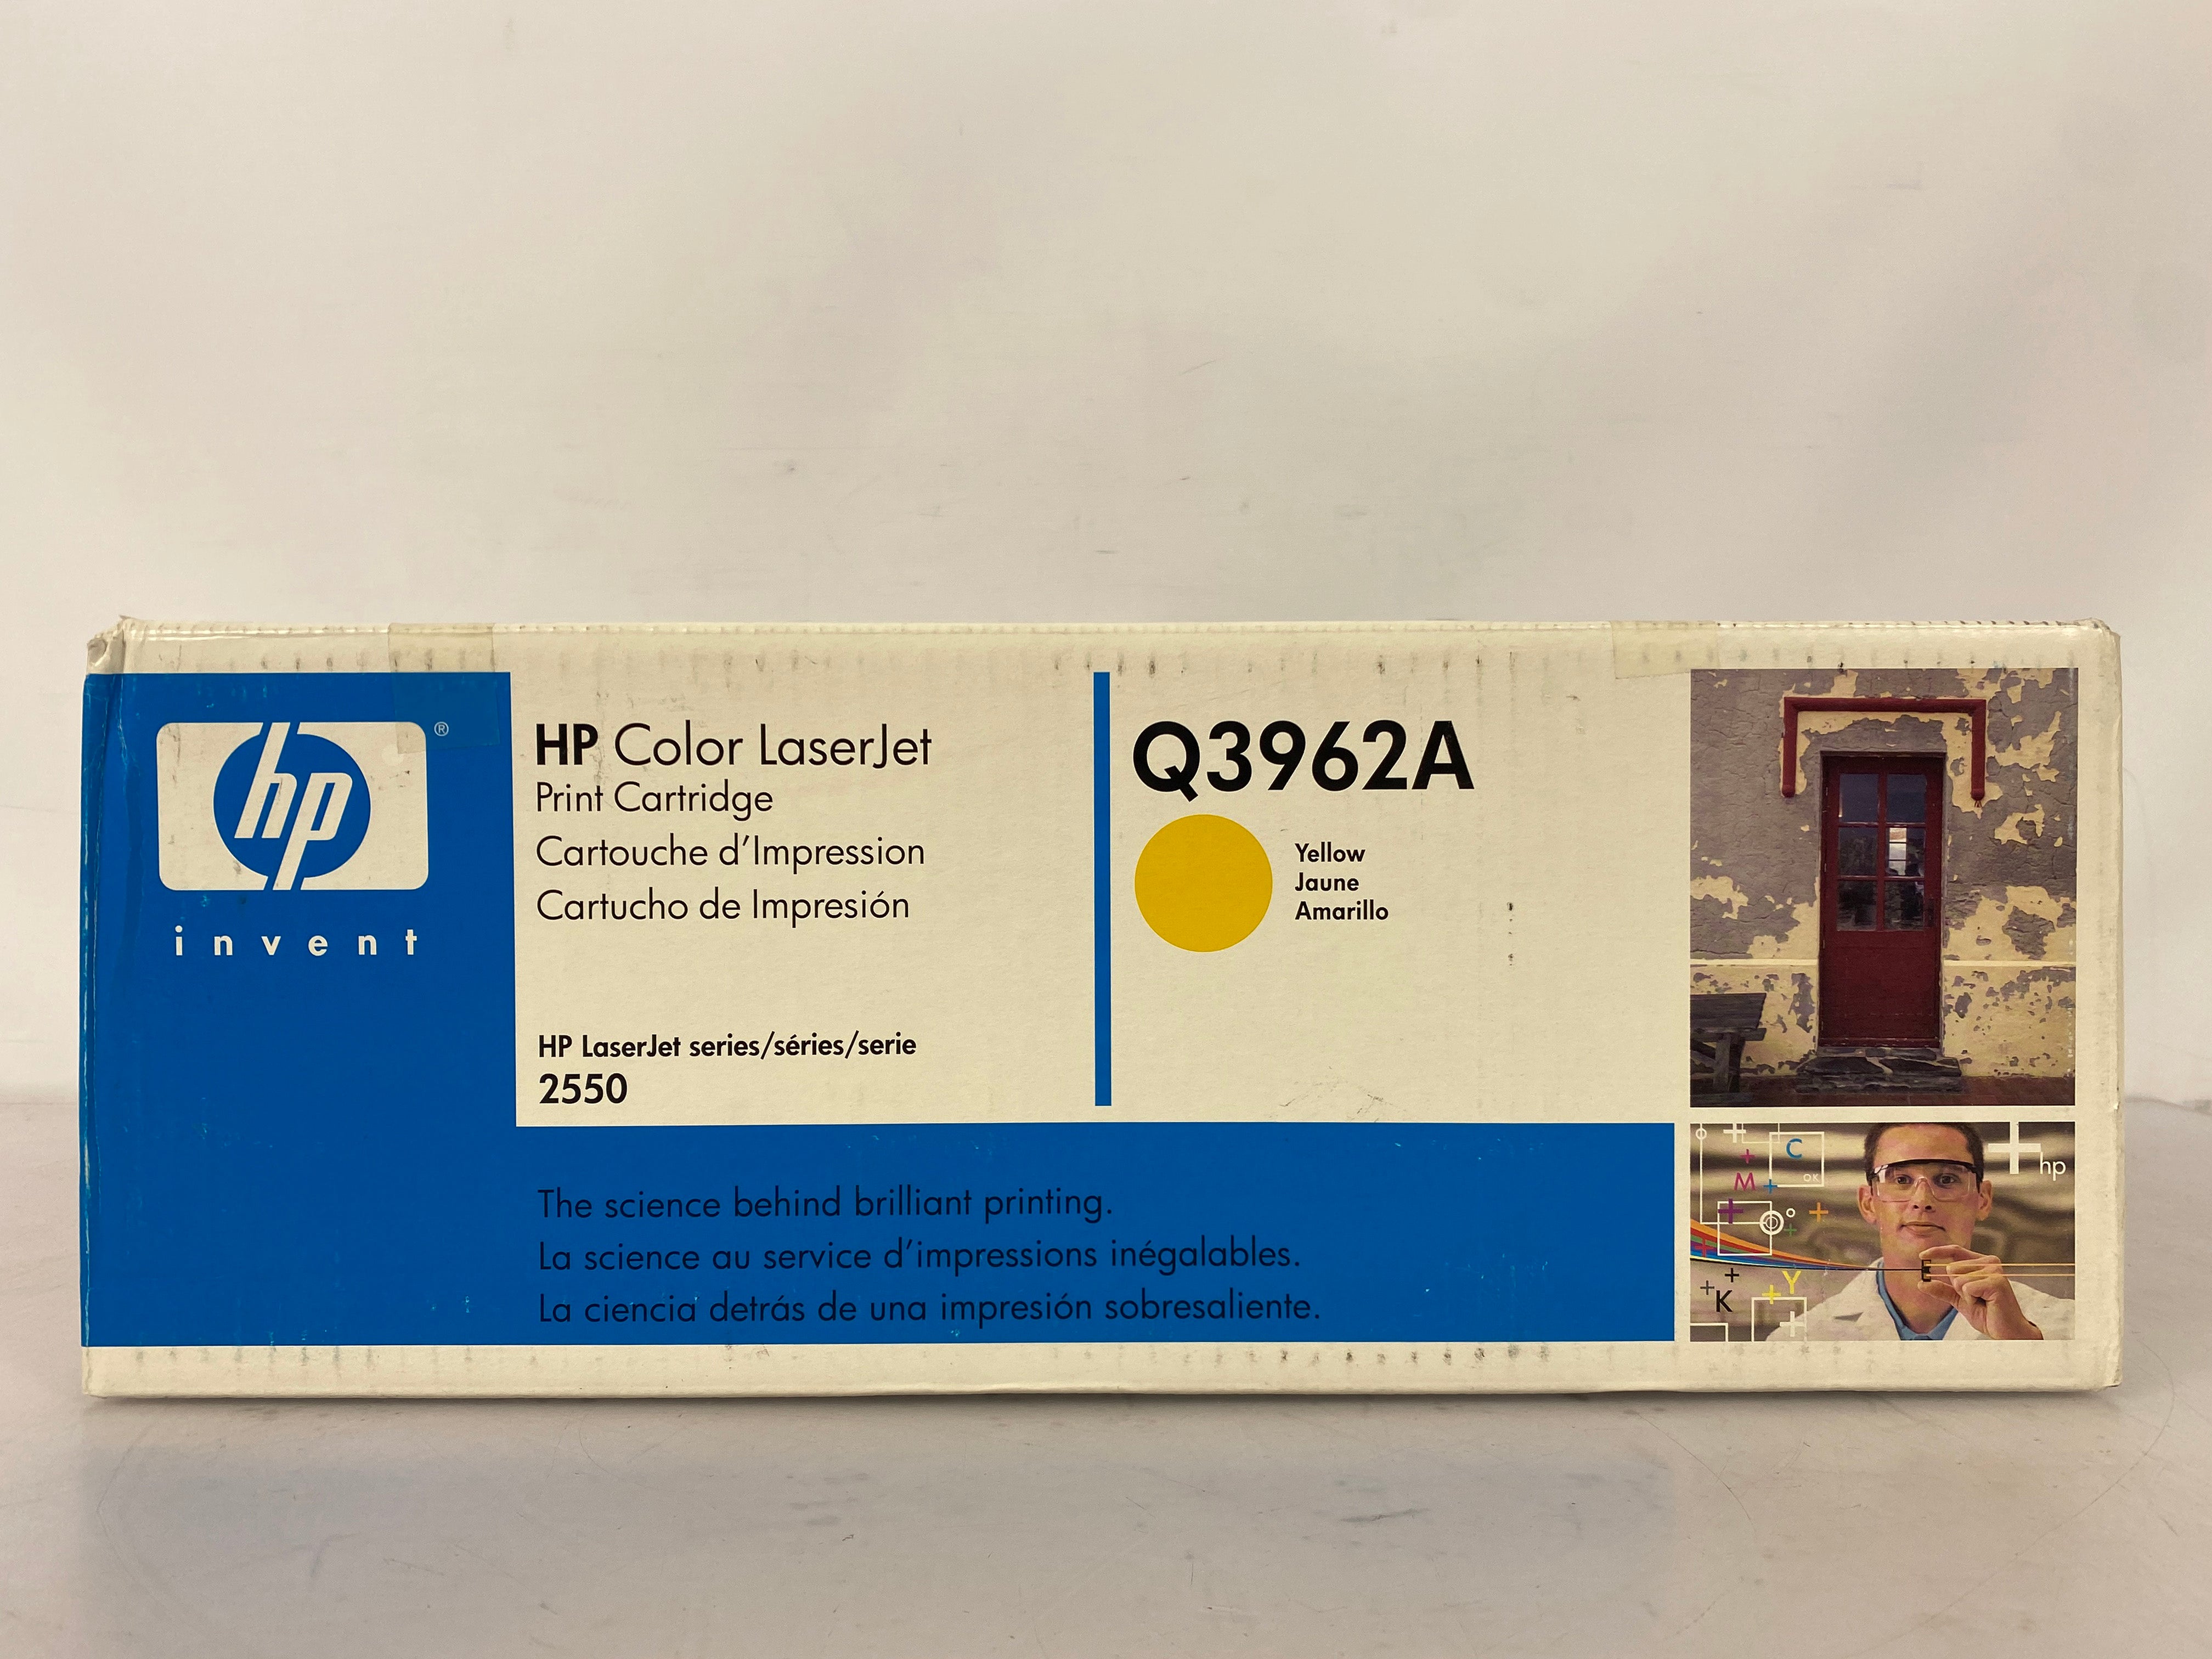 hp
®
invent
HP Color LaserJet
Print Cartridge
Cartouche d'Impression
Cartucho de Impresión
HP LaserJet series/séries/serie
2550
Q3962A
Yellow
Jaune
Amarillo
The science behind brilliant printing.
La science au service d'impressions inégalables.
La ciencia detrás de una impresión sobresaliente.
C
OK
M
hp
Y
K